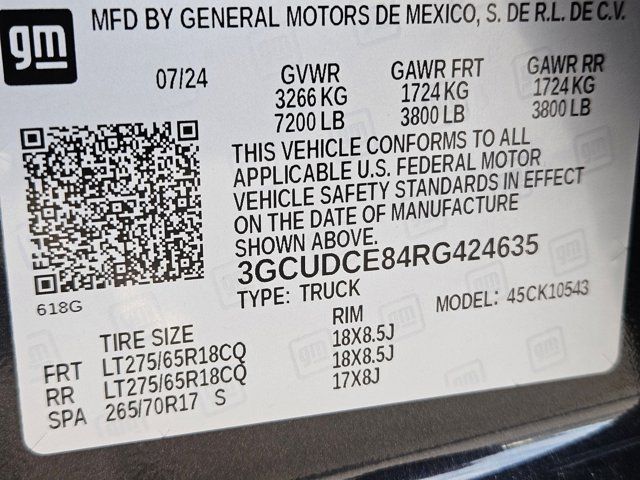 gm
MFD BY GENERAL MOTORS DE MEXICO, S. DE R.L. DE C.V.
07/24 GVWR GAWR FRT GAWR RR
3266 KG 1724 KG 1724 KG
7200 LB 3800 LB 3800 LB
THIS VEHICLE CONFORMS TO ALL
APPLICABLE U.S. FEDERAL MOTOR
VEHICLE SAFETY STANDARDS IN EFFECT
ON THE DATE OF MANUFACTURE
SHOWN ABOVE.
3GCUDCE84RG424635
618G
TYPE: TRUCK MODEL: 45CK10543
TIRE SIZE RIM
FRT LT275/65R18CQ 18X8.5J
RR LT275/65R18CQ 18X8.5J
SPA 265/70R17 S 17X8J